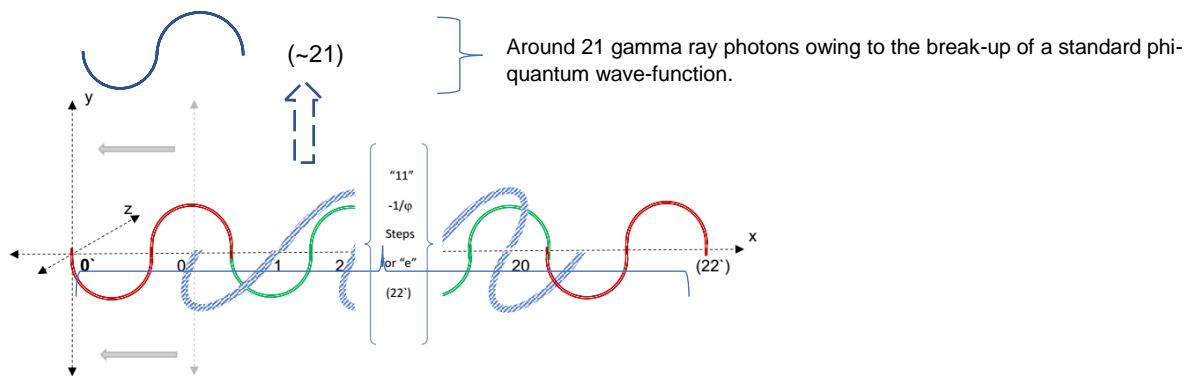 (~21)
Around 21 gamma ray photons owing to the break-up of a standard phi-
quantum wave-function.
y
"11"
-1/φ
Steps
for "e"
(22`)
z
x
0`
0
1
2
20
(22`)